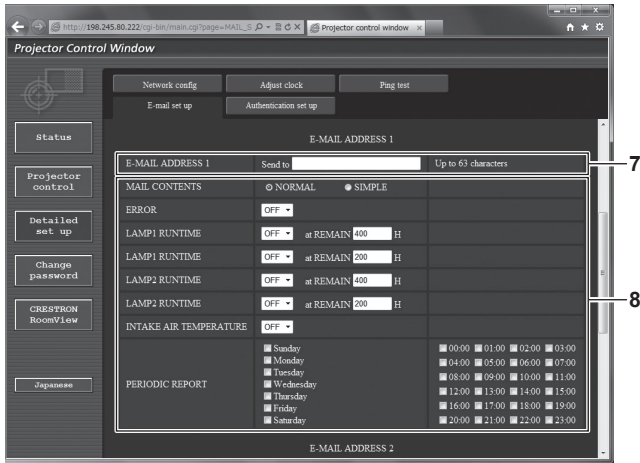 http://198.245.80.222/cgi-bin/main.cgi?page=MAIL_S
Projector control window
Projector Control Window
Network config Adjust clock Ping test
E-mail set up Authentication set up
Status
Projector control
Detailed set up
Change password
CRESTRON RoomView
Japanese
E-MAIL ADDRESS 1
E-MAIL ADDRESS 1 Send to Up to 63 characters 7
MAIL CONTENTS NORMAL SIMPLE
ERROR OFF
LAMP1 RUNTIME OFF at REMAIN 400 H
LAMP1 RUNTIME OFF at REMAIN 200 H
LAMP2 RUNTIME OFF at REMAIN 400 H
LAMP2 RUNTIME OFF at REMAIN 200 H 8
INTAKE AIR TEMPERATURE OFF
PERIODIC REPORT
Sunday
Monday
Tuesday
Wednesday
Thursday
Friday
Saturday
00:00 01:00 02:00 03:00
04:00 05:00 06:00 07:00
08:00 09:00 10:00 11:00
12:00 13:00 14:00 15:00
16:00 17:00 18:00 19:00
20:00 21:00 22:00 23:00
E-MAIL ADDRESS 2